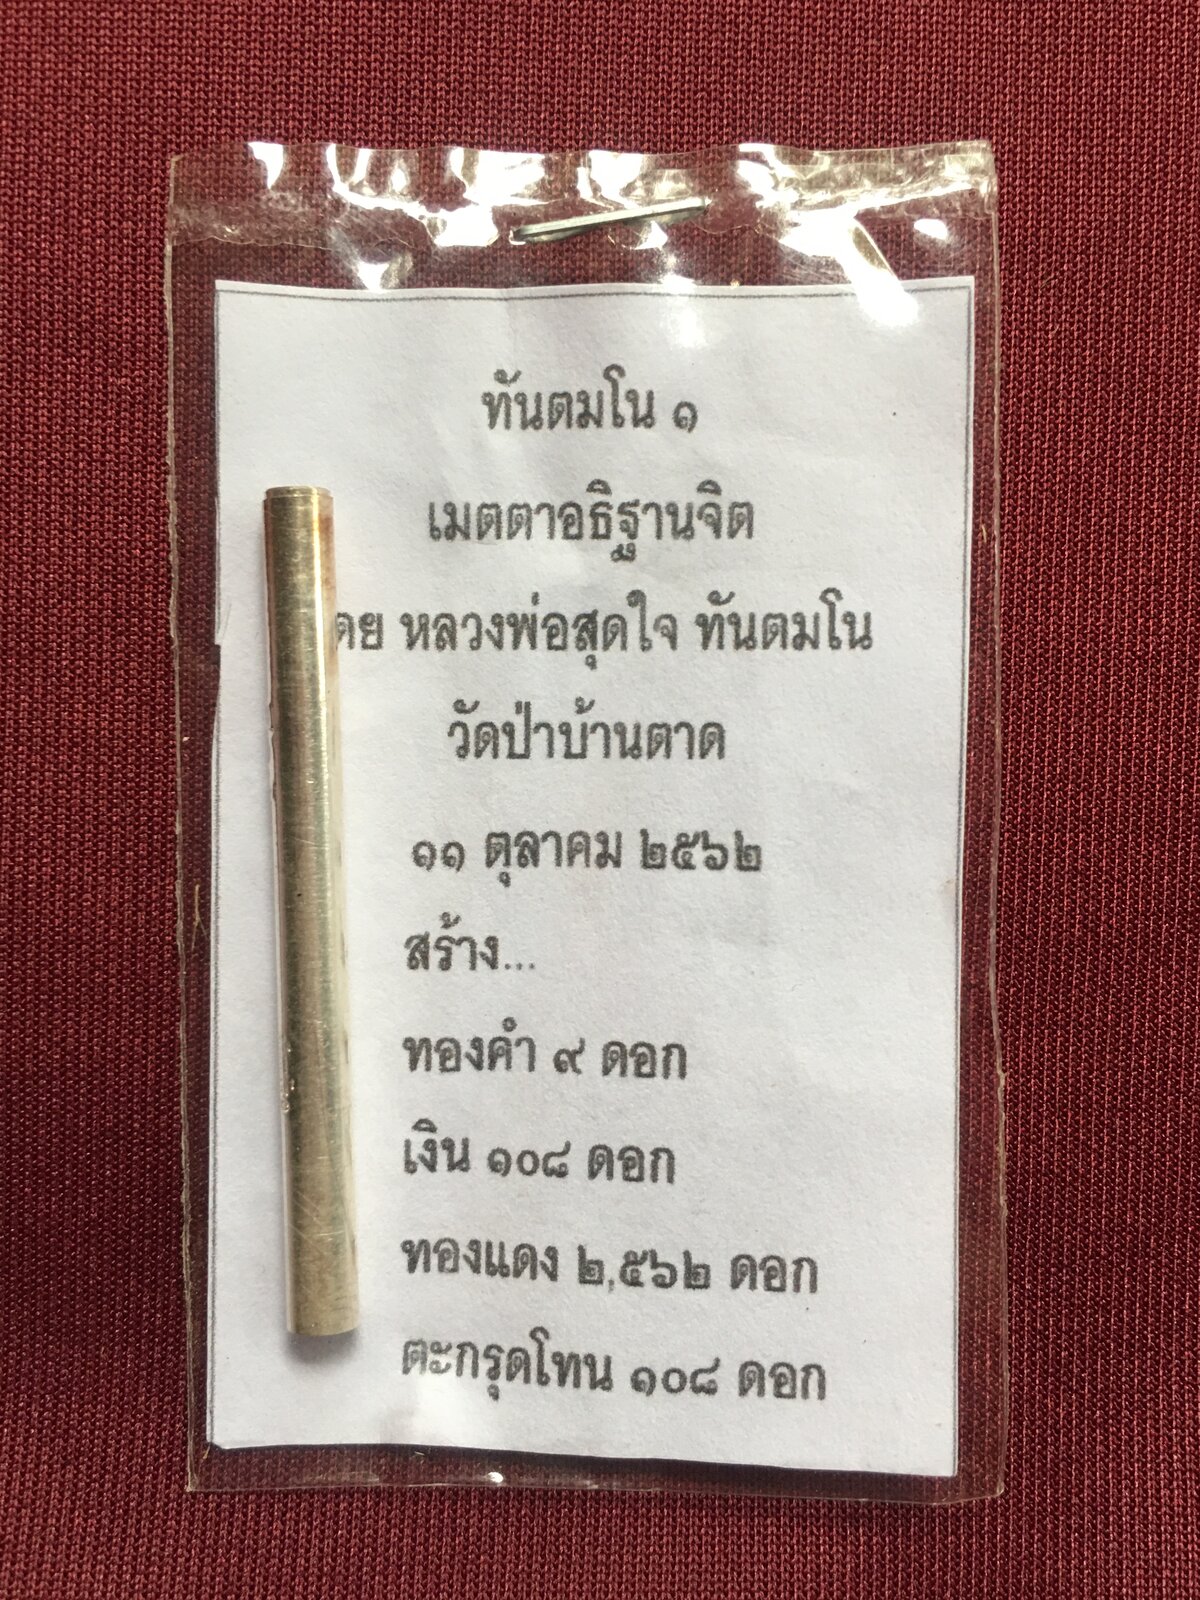 ทันตมโน ๑
เมตตาอธิฐานจิต
ดย หลวงพ่อสุดใจ ทันตมโน
วัดป่าบ้านตาด
๑๑ ตุลาคม ๒๕๖๒
สร้าง...
ทองคำ ๙ ดอก
เงิน ๑๐๘ ดอก
ทองแดง ๒,๕๖๒ ดอก
ตะกรุดโทน ๑๐๘ ดอก